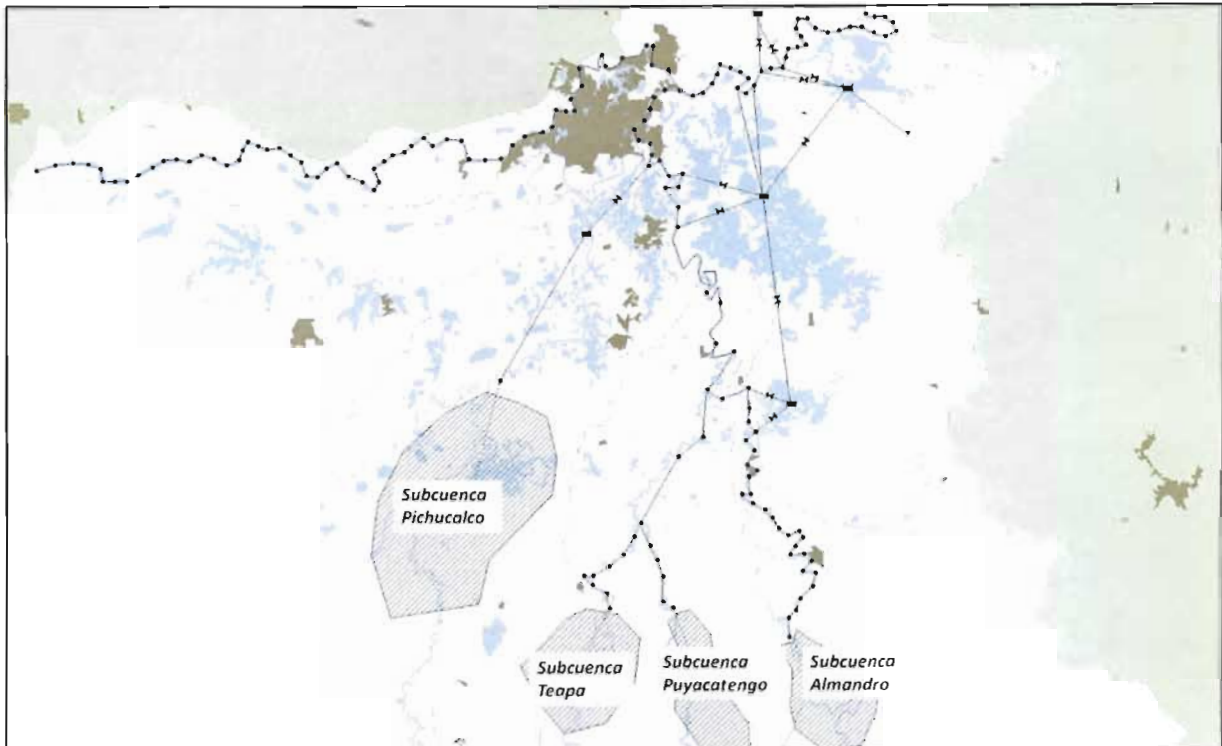 Subcuenca
Pichucalco
Subcuenca
Teapa
Subcuenca
Puyacatengo
Subcuenca
Almandro